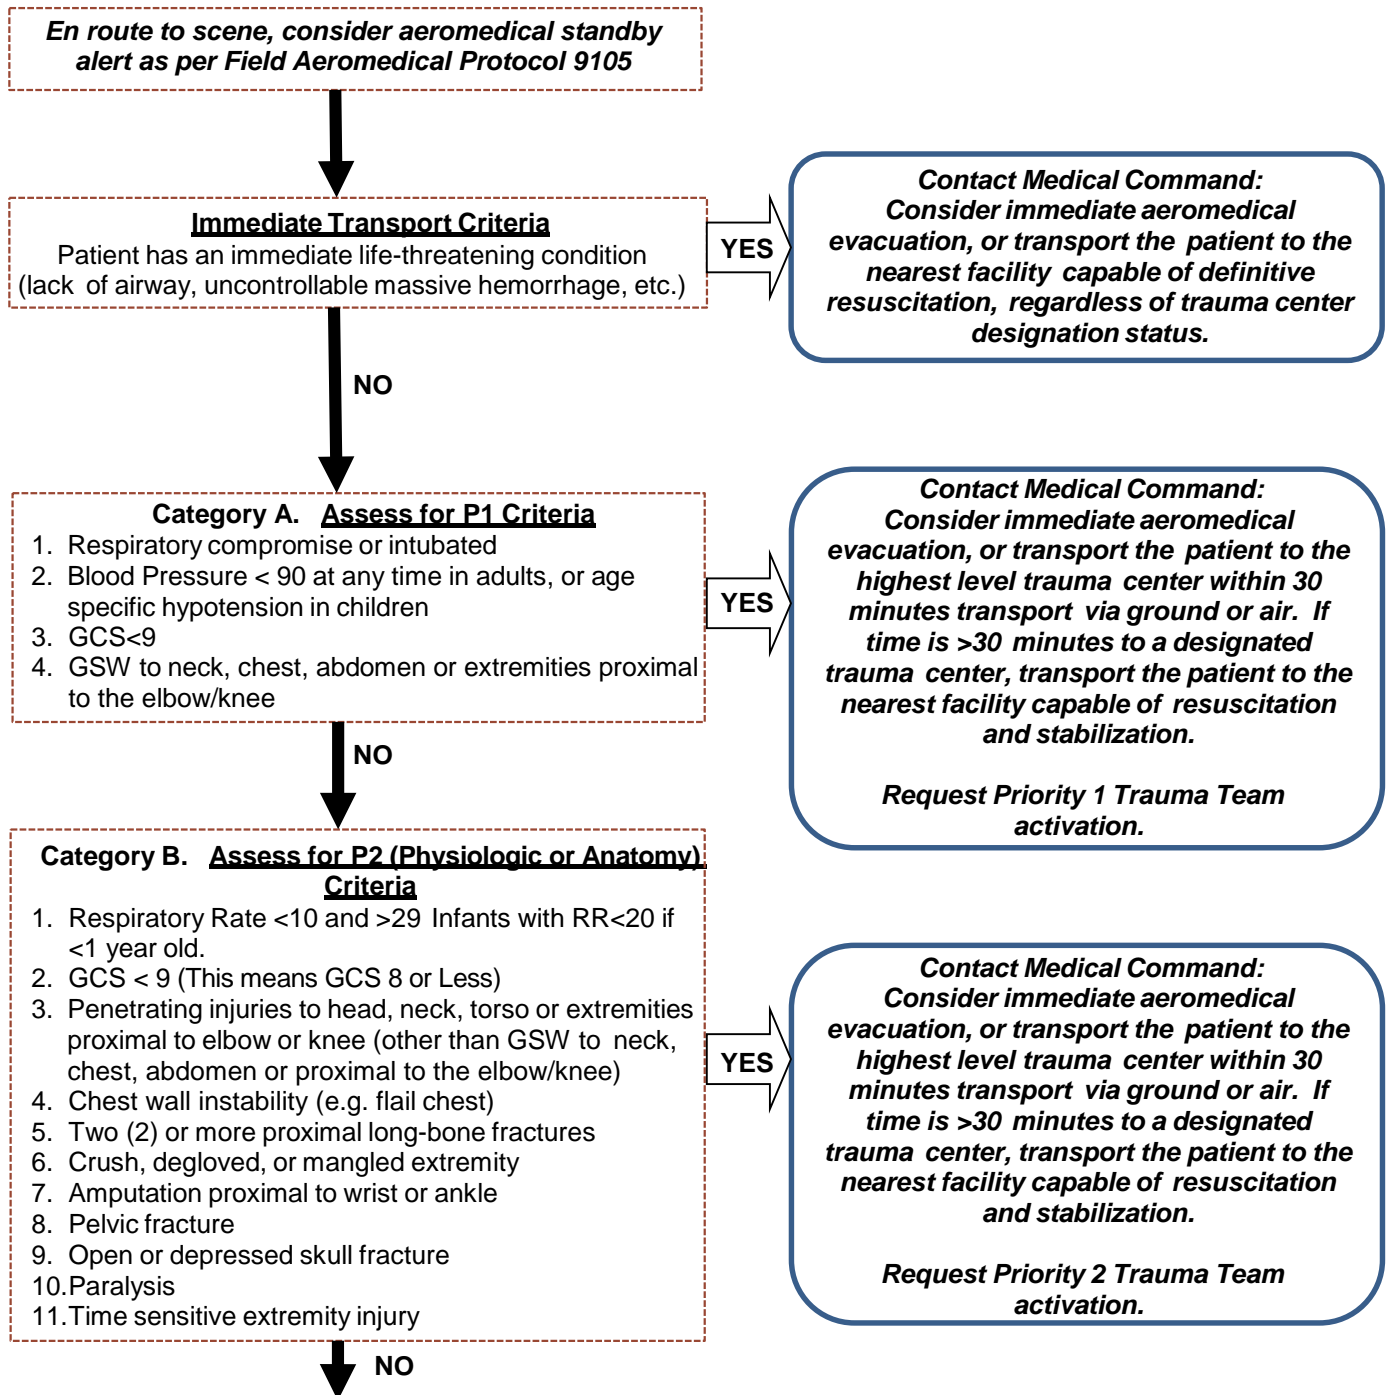 En route to scene, consider aeromedical standby
alert as per Field Aeromedical Protocol 9105
Immediate Transport Criteria
Patient has an immediate life-threatening condition
(lack of airway, uncontrollable massive hemorrhage, etc.)
YES
Contact Medical Command:
Consider immediate aeromedical
evacuation, or transport the patient to the
nearest facility capable of definitive
resuscitation, regardless of trauma center
designation status.
NO
Category A. Assess for P1 Criteria
1. Respiratory compromise or intubated
2. Blood Pressure < 90 at any time in adults, or age
specific hypotension in children
3. GCS<9
4. GSW to neck, chest, abdomen or extremities proximal
to the elbow/knee
YES
Contact Medical Command:
Consider immediate aeromedical
evacuation, or transport the patient to the
highest level trauma center within 30
minutes transport via ground or air. If
time is >30 minutes to a designated
trauma center, transport the patient to the
nearest facility capable of resuscitation
and stabilization.
Request Priority 1 Trauma Team
activation.
NO
Category B. Assess for P2 (Physiologic or Anatomy)
Criteria
1. Respiratory Rate <10 and >29 Infants with RR<20 if
<1 year old.
2. GCS < 9 (This means GCS 8 or Less)
3. Penetrating injuries to head, neck, torso or extremities
proximal to elbow or knee (other than GSW to neck,
chest, abdomen or proximal to the elbow/knee)
4. Chest wall instability (e.g. flail chest)
5. Two (2) or more proximal long-bone fractures
6. Crush, degloved, or mangled extremity
7. Amputation proximal to wrist or ankle
8. Pelvic fracture
9. Open or depressed skull fracture
10.Paralysis
11.Time sensitive extremity injury
YES
Contact Medical Command:
Consider immediate aeromedical
evacuation, or transport the patient to the
highest level trauma center within 30
minutes transport via ground or air. If
time is >30 minutes to a designated
trauma center, transport the patient to the
nearest facility capable of resuscitation
and stabilization.
Request Priority 2 Trauma Team
activation.
NO